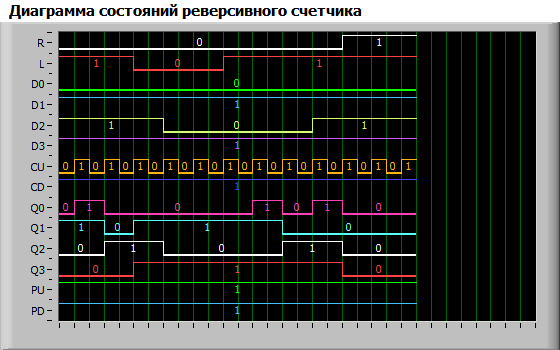 Диаграмма состояний реверсивного счетчика
R 0 1
L 1 0 1
D0 0
D1 1
D2 1 0 1
D3 1
CU 0 1 0 1 0 1 0 1 0 1 0 1 0 1 0 1 0 1 0 1 0 1 0 1
CD 1
Q0 0 1 0 1 0 1 0
Q1 1 0 1 0
Q2 0 1 0 1 0
Q3 0 1 0
PU 1
PD 1